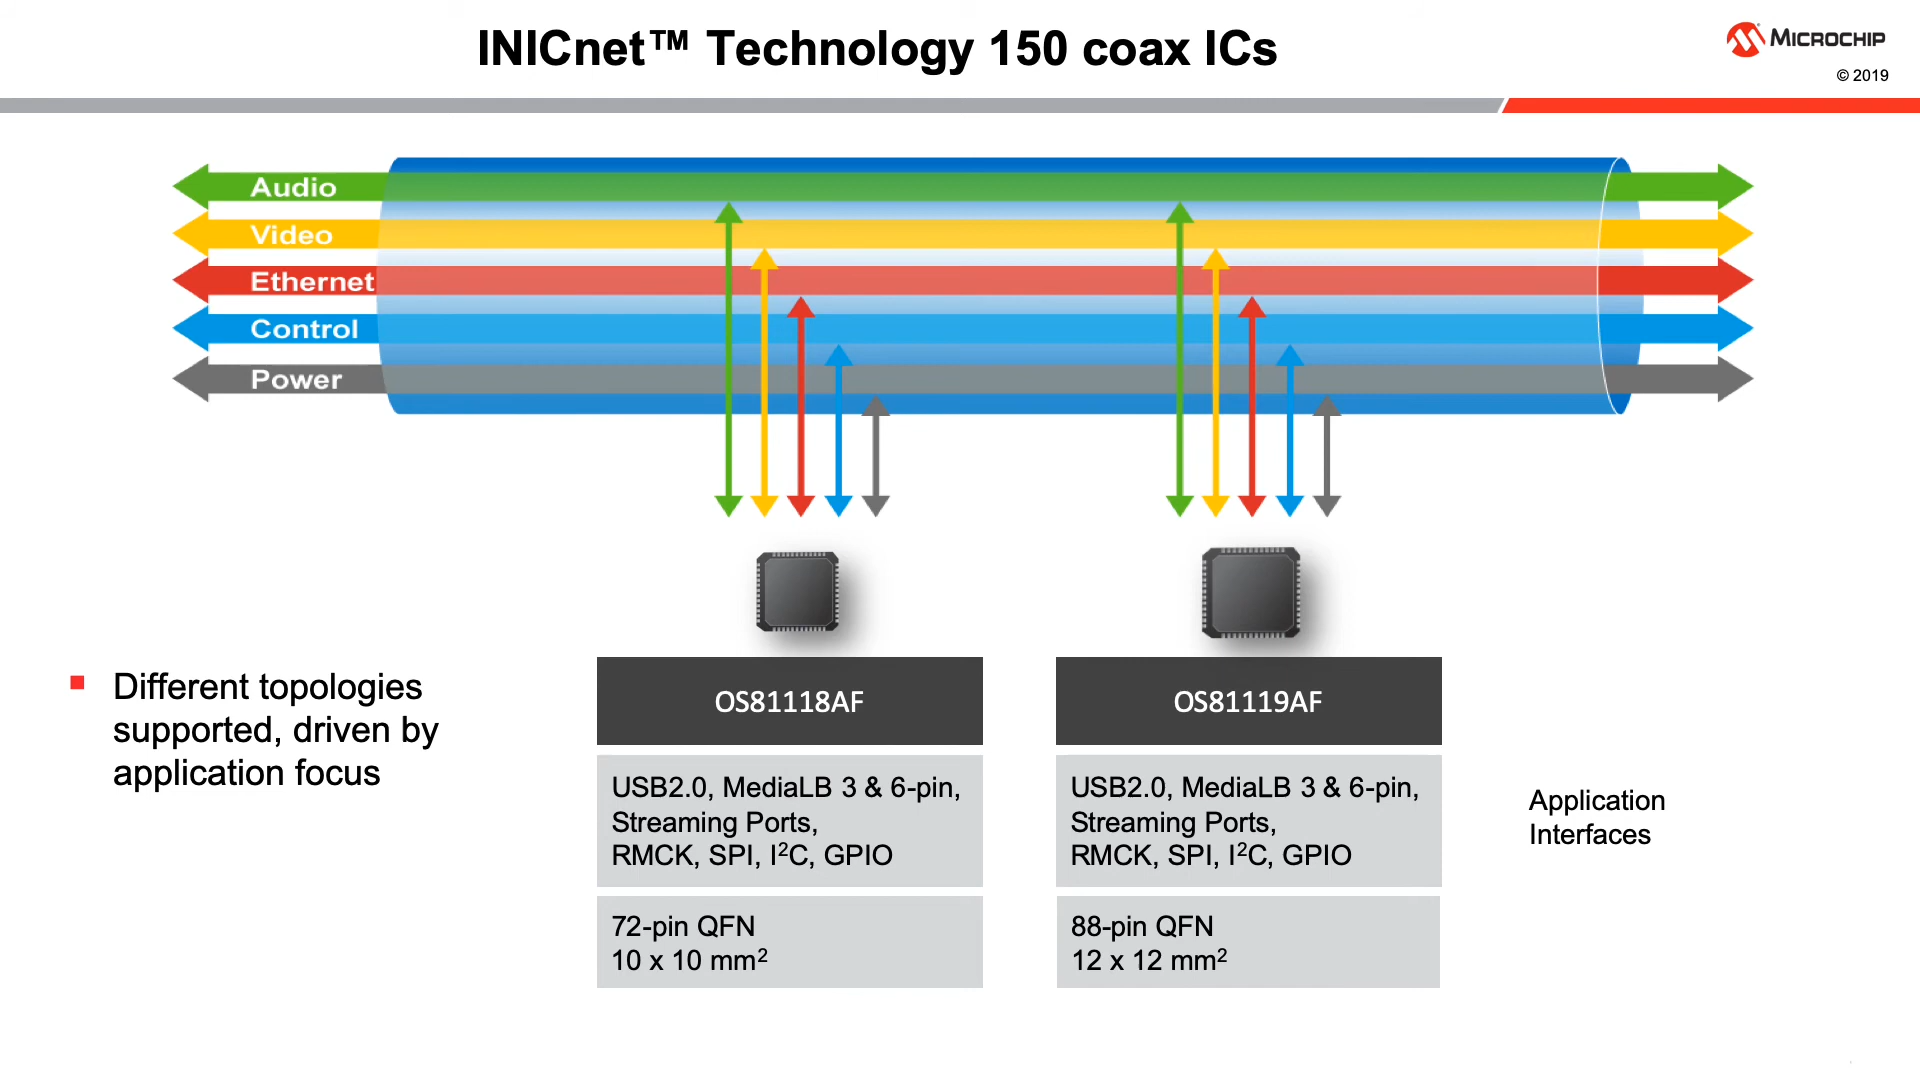 INICnet™ Technology 150 coax ICs
MICROCHIP
© 2019
Audio
Video
Ethernet
Control
Power
Different topologies
supported, driven by
application focus
OS81118AF
USB2.0, MediaLB 3 & 6-pin,
Streaming Ports,
RMCK, SPI, I²C, GPIO
72-pin QFN
10 x 10 mm²
OS81119AF
USB2.0, MediaLB 3 & 6-pin,
Streaming Ports,
RMCK, SPI, I²C, GPIO
88-pin QFN
12 x 12 mm²
Application
Interfaces